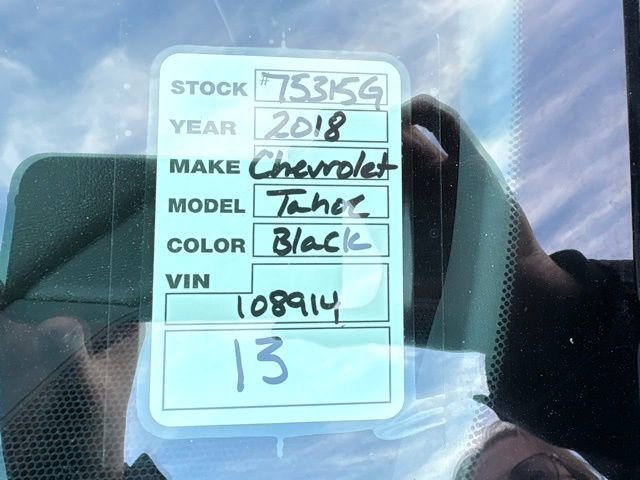 STOCK #75315G
YEAR 2018
MAKE Chevrolet
MODEL Tahoe
COLOR Black
VIN
108914
13